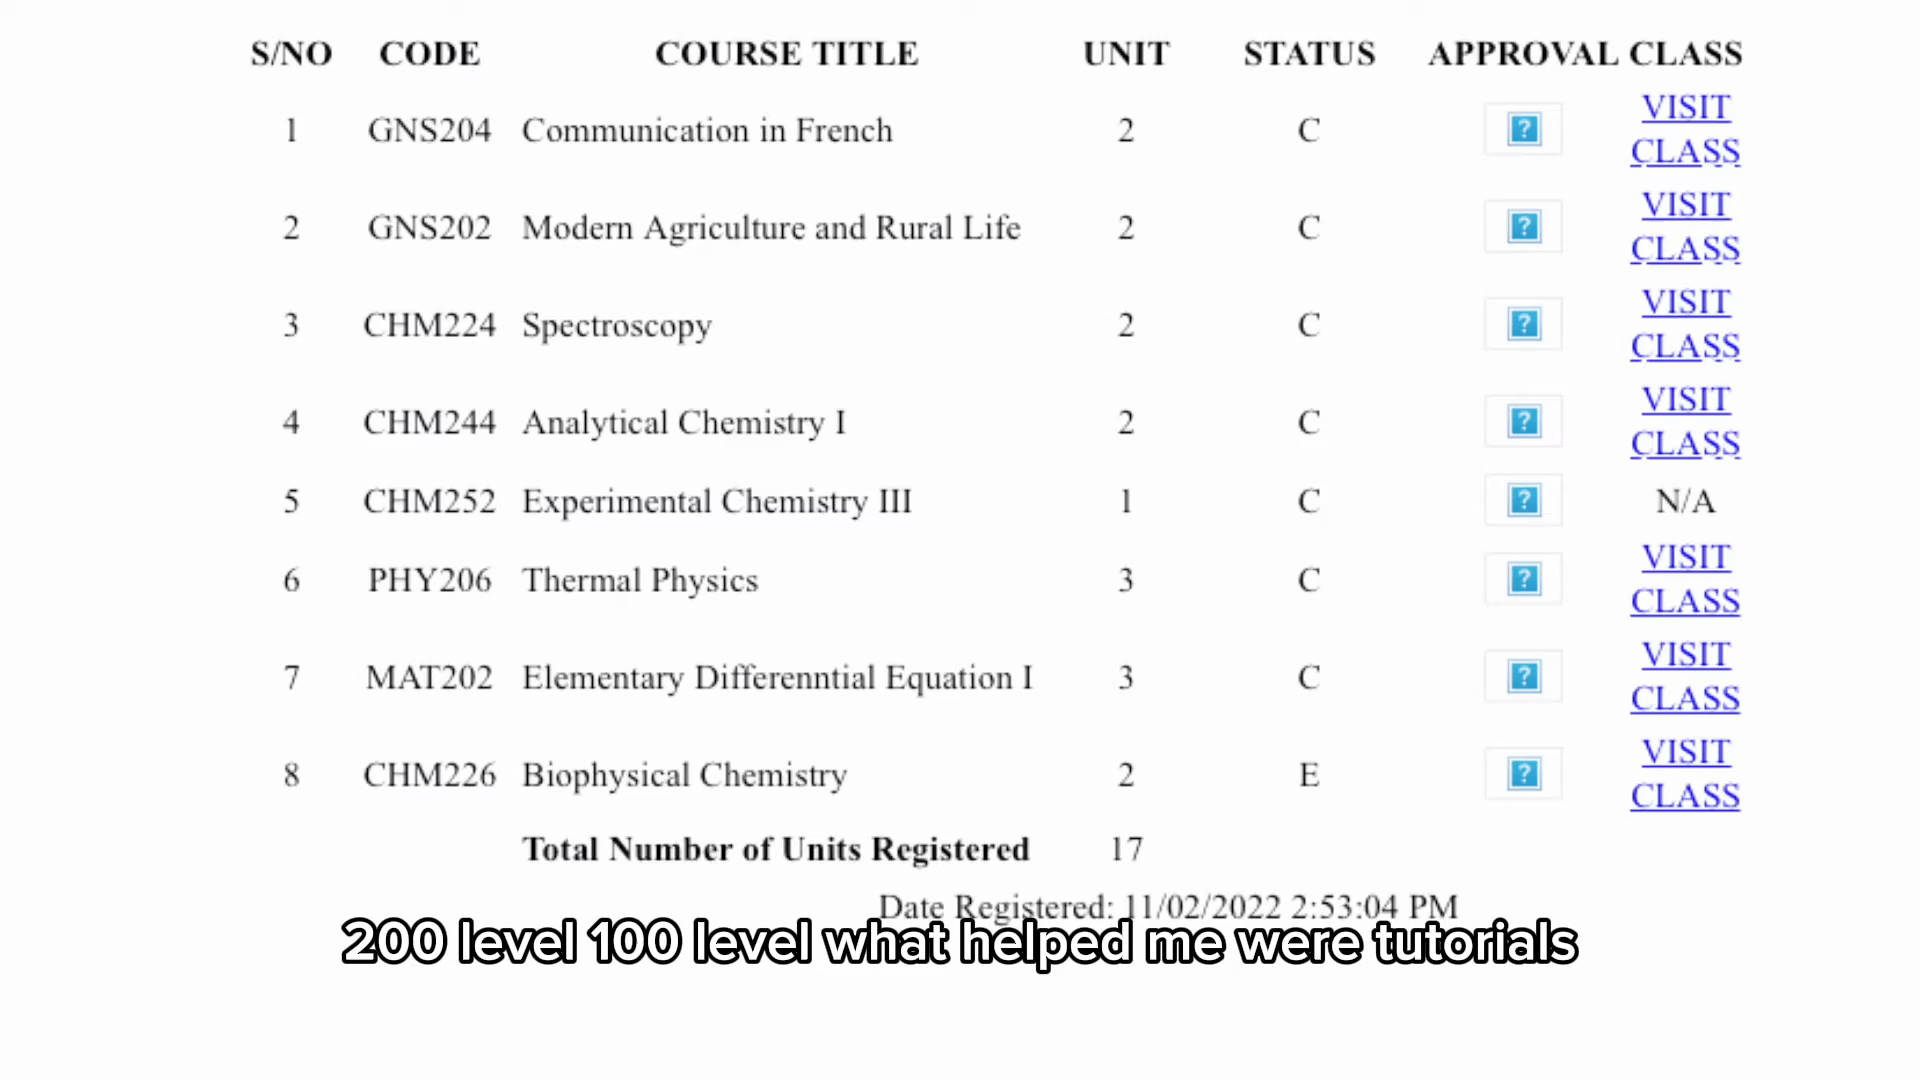 S/NO CODE COURSE TITLE UNIT STATUS APPROVAL CLASS
1 GNS204 Communication in French 2 C ? VISIT CLASS
2 GNS202 Modern Agriculture and Rural Life 2 C ? VISIT CLASS
3 CHM224 Spectroscopy 2 C ? VISIT CLASS
4 CHM244 Analytical Chemistry I 2 C ? VISIT CLASS
5 CHM252 Experimental Chemistry III 1 C ? N/A
6 PHY206 Thermal Physics 3 C ? VISIT CLASS
7 MAT202 Elementary Differenntial Equation I 3 C ? VISIT CLASS
8 CHM226 Biophysical Chemistry 2 E ? VISIT CLASS
Total Number of Units Registered 17
Date Registered: 11/02/2022 2:53:04 PM
200 level 100 level what helped me were tutorials